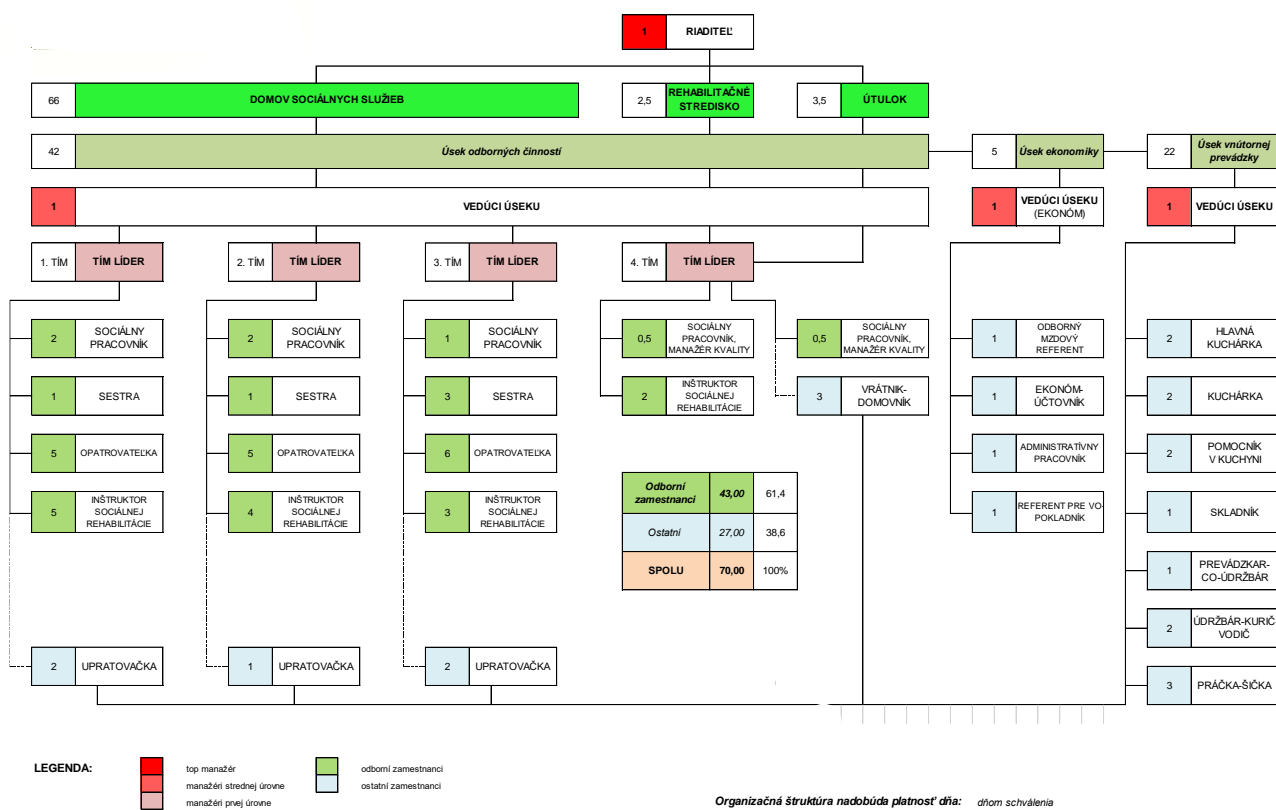 1 RIADITEĽ
66 DOMOV SOCIÁLNYCH SLUŽIEB
2,5 REHABILITAČNÉ
STREDISKO
3,5 ÚTULOK
42 Úsek odborných činností
5 Úsek ekonomiky
22 Úsek vnútornej
prevádzky
1 VEDÚCI ÚSEKU
1 VEDÚCI ÚSEKU
(EKONÓM)
1 VEDÚCI ÚSEKU
1. TÍM TÍM LÍDER
2. TÍM TÍM LÍDER
3. TÍM TÍM LÍDER
4. TÍM TÍM LÍDER
2 SOCIÁLNY
PRACOVNÍK
1 SESTRA
5 OPATROVATEĽKA
5 INŠTRUKTOR
SOCIÁLNEJ
REHABILITÁCIE
2 UPRATOVAČKA
2 SOCIÁLNY
PRACOVNÍK
1 SESTRA
5 OPATROVATEĽKA
4 INŠTRUKTOR
SOCIÁLNEJ
REHABILITÁCIE
1 UPRATOVAČKA
1 SOCIÁLNY
PRACOVNÍK
3 SESTRA
6 OPATROVATEĽKA
3 INŠTRUKTOR
SOCIÁLNEJ
REHABILITÁCIE
2 UPRATOVAČKA
0,5 SOCIÁLNY
PRACOVNÍK,
MANAŽÉR KVALITY
2 INŠTRUKTOR
SOCIÁLNEJ
REHABILITÁCIE
0,5 SOCIÁLNY
PRACOVNÍK,
MANAŽÉR KVALITY
3 VRÁTNIK-
DOMOVNÍK
Odborní
zamestnanci 43,00 61,4
Ostatní 27,00 38,6
SPOLU 70,00 100%
1 ODBORNÝ
MZDOVÝ
REFERENT
1 EKONÓM-
ÚČTOVNÍK
1 ADMINISTRATÍVNY
PRACOVNÍK
1 REFERENT PRE VO-
POKLADNÍK
2 HLAVNÁ
KUCHÁRKA
2 KUCHÁRKA
2 POMOCNÍK
V KUCHYNI
1 SKLADNÍK
1 PREVÁDZKAR-
CO-ÚDRŽBÁR
2 ÚDRŽBÁR-KURIČ-
VODIČ
3 PRÁČKA-ŠIČKA
LEGENDA:
top manažér
manažéri strednej úrovne
manažéri prvej úrovne
odborní zamestnanci
ostatní zamestnanci
Organizačná štruktúra nadobúda platnosť dňa: dňom schválenia